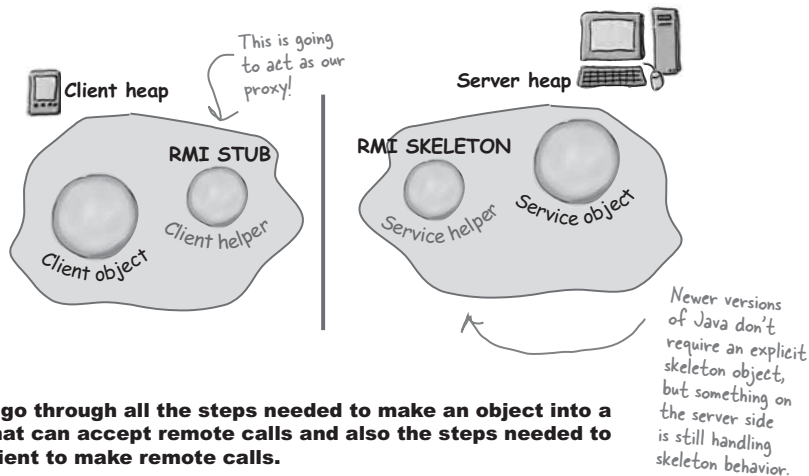 This is going
to act as our
proxy!
Client heap
Server heap
RMI STUB
RMI SKELETON
Client helper
Client object
Service helper
Service object
Newer versions
of Java don't
require an explicit
skeleton object,
but something on
the server side
is still handling
skeleton behavior.
go through all the steps needed to make an object into a
hat can accept remote calls and also the steps needed to
ient to make remote calls.